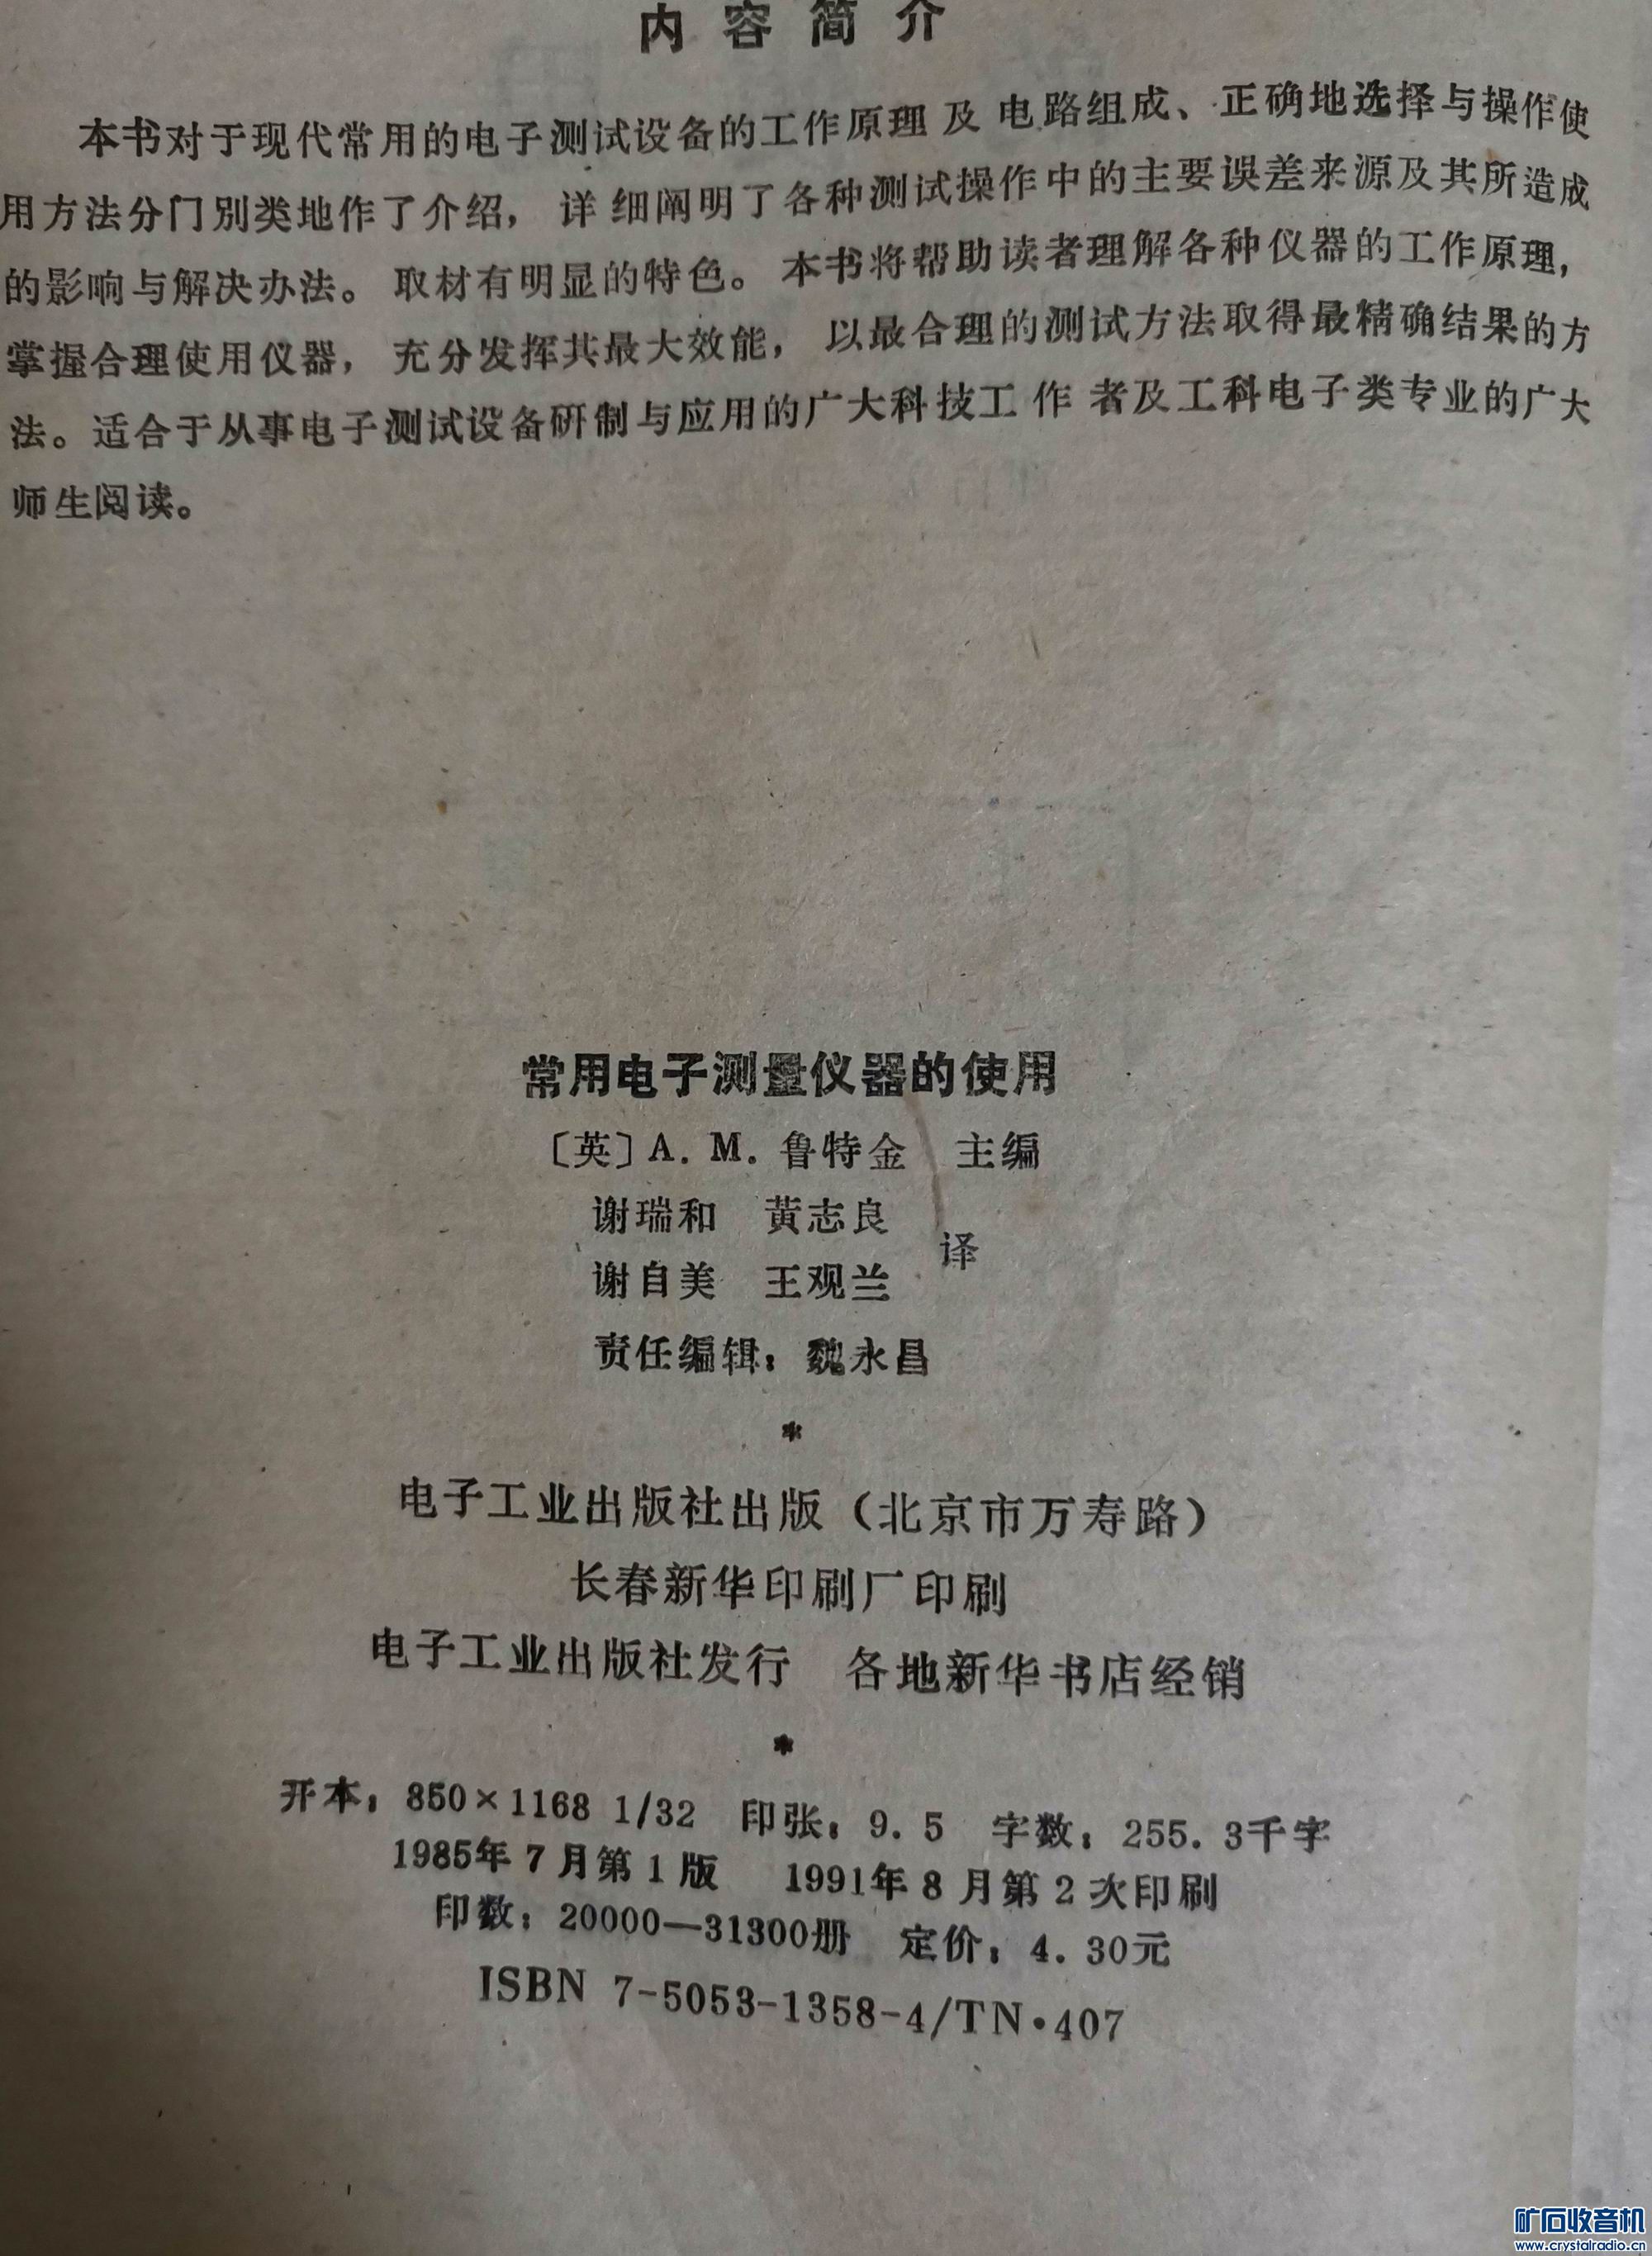 内容简介
本书对于现代常用的电子测试设备的工作原理及电路组成、正确地选择与操作使
用方法分门别类地作了介绍，详细阐明了各种测试操作中的主要误差来源及其所造成
的影响与解决办法。取材有明显的特色。本书将帮助读者理解各种仪器的工作原理，
掌握合理使用仪器，充分发挥其最大效能，以最合理的测试方法取得最精确结果的方
法。适合于从事电子测试设备研制与应用的广大科技工作者及工科电子类专业的广大
师生阅读。
常用电子测量仪器的使用
〔英〕A. M. 鲁特金 主编
谢瑞和 黄志良
译
谢自美 王观兰
责任编辑：魏永昌
*
电子工业出版社出版（北京市万寿路）
长春新华印刷厂印刷
电子工业出版社发行 各地新华书店经销
*
开本：850×1168 1/32 印张：9.5 字数：255.3千字
1985年7月第1版 1991年8月第2次印刷
印数：20000—31300册 定价：4.30元
ISBN 7-5053-1358-4/TN·407
矿石收音机
www.crystalradio.cn